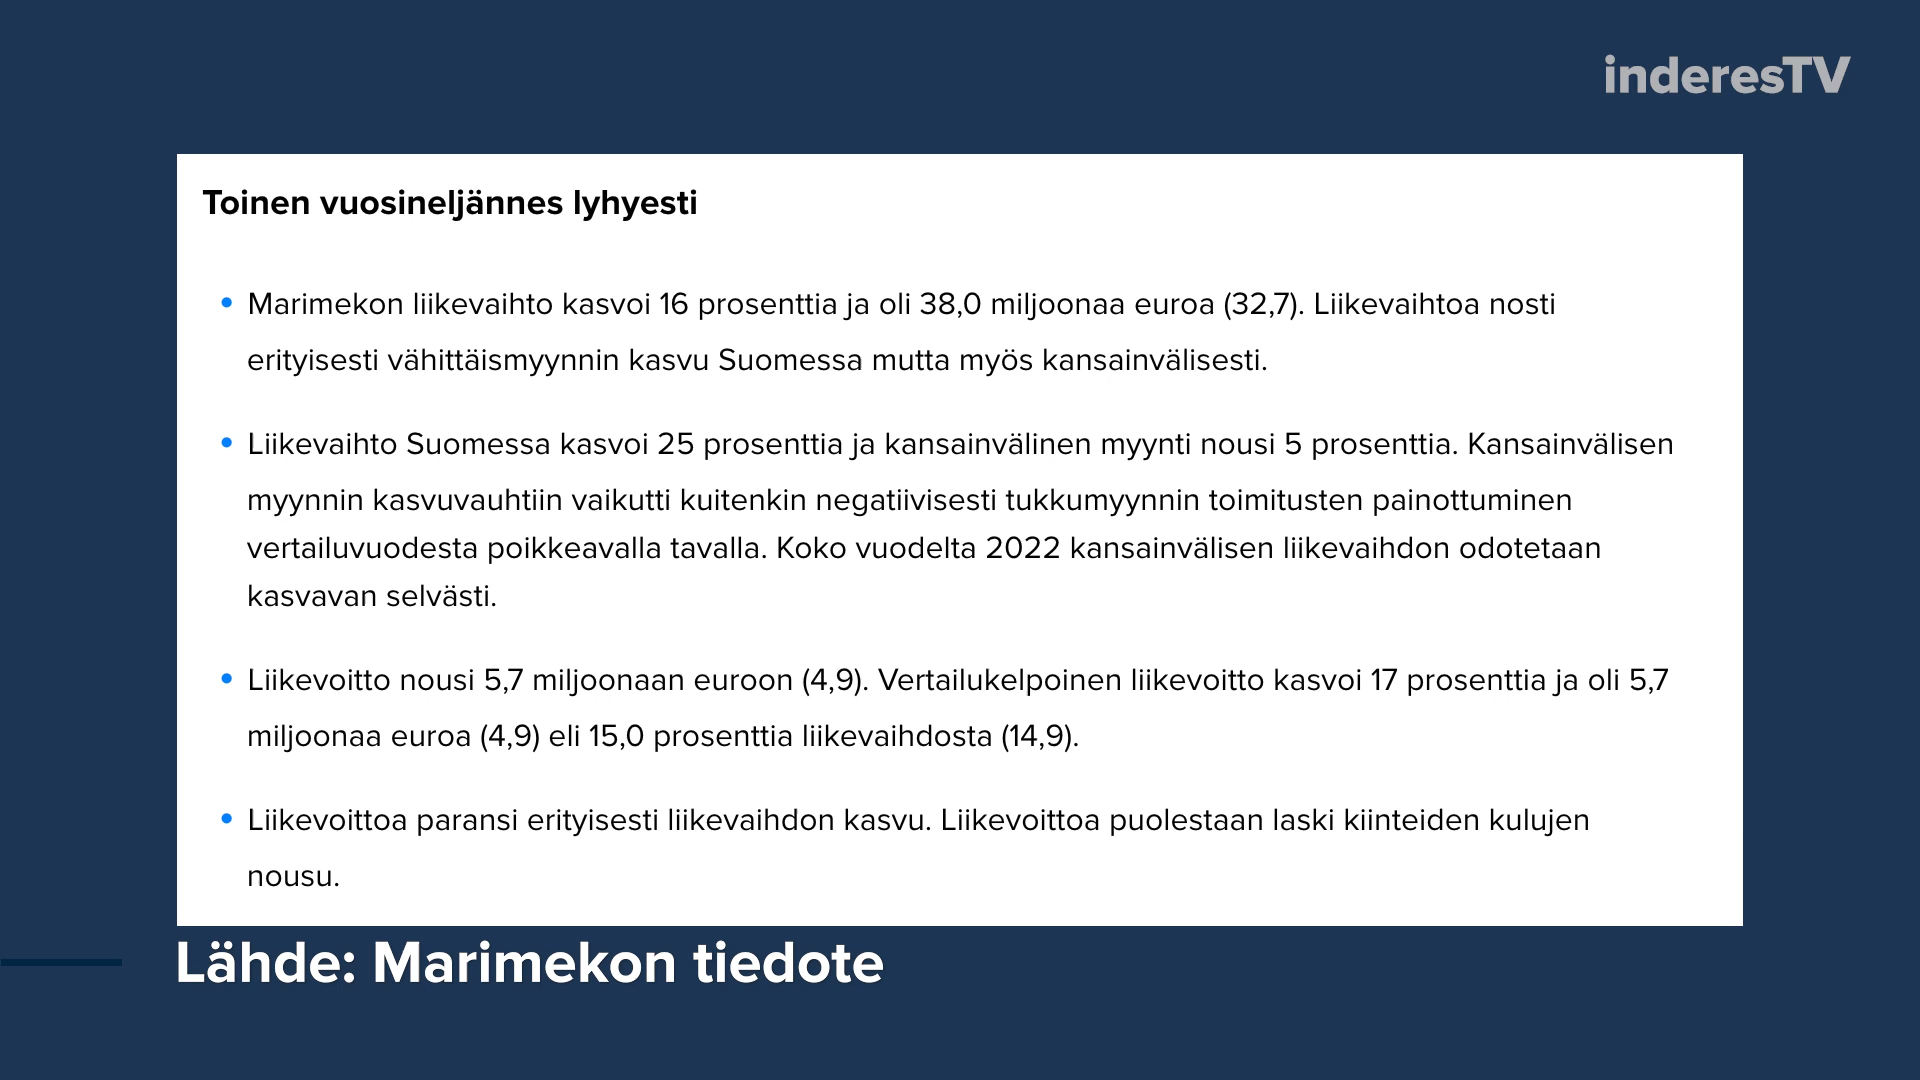 inderesTV
Toinen vuosineljännes lyhyesti
• Marimekon liikevaihto kasvoi 16 prosenttia ja oli 38,0 miljoonaa euroa (32,7). Liikevaihtoa nosti
erityisesti vähittäismyynnin kasvu Suomessa mutta myös kansainvälisesti.
• Liikevaihto Suomessa kasvoi 25 prosenttia ja kansainvälinen myynti nousi 5 prosenttia. Kansainvälisen
myynnin kasvuvauhtiin vaikutti kuitenkin negatiivisesti tukkumyynnin toimitusten painottuminen
vertailuvuodesta poikkeavalla tavalla. Koko vuodelta 2022 kansainvälisen liikevaihdon odotetaan
kasvavan selvästi.
• Liikevoitto nousi 5,7 miljoonaan euroon (4,9). Vertailukelpoinen liikevoitto kasvoi 17 prosenttia ja oli 5,7
miljoonaa euroa (4,9) eli 15,0 prosenttia liikevaihdosta (14,9).
• Liikevoittoa paransi erityisesti liikevaihdon kasvu. Liikevoittoa puolestaan laski kiinteiden kulujen
nousu.
Lähde: Marimekon tiedote